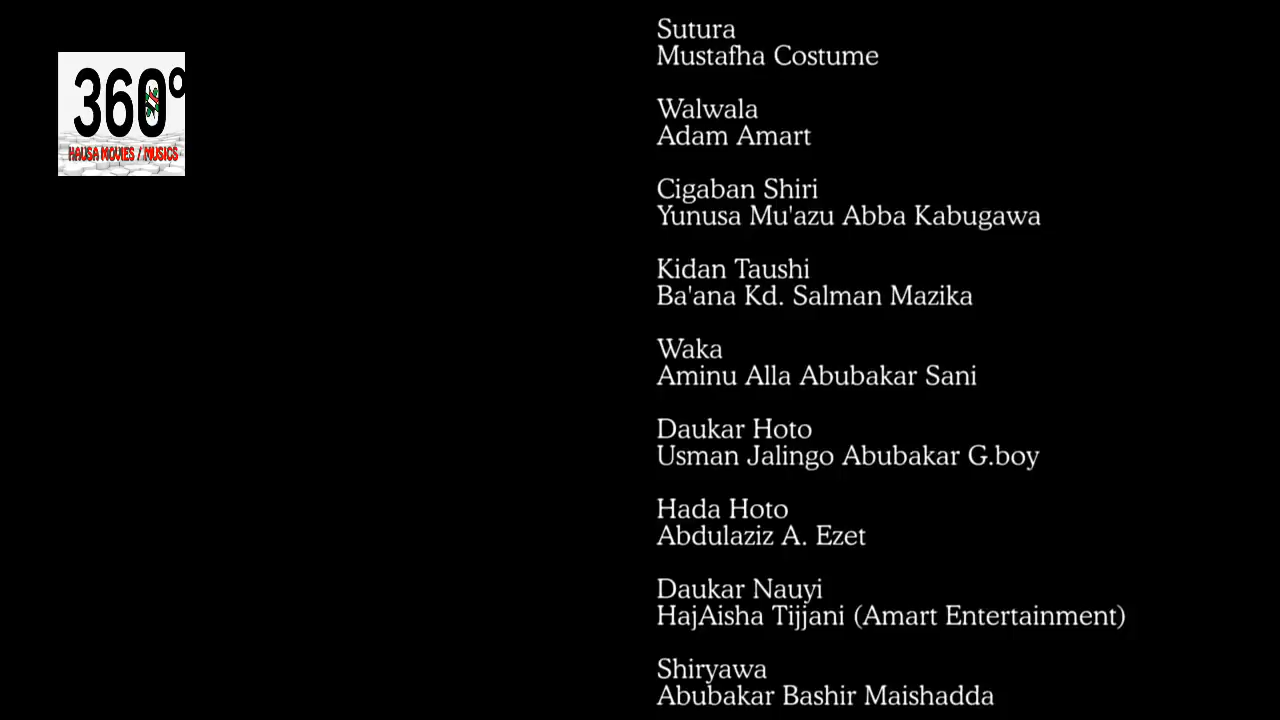 360°
HAUSA MOVIES / MUSICS
Sutura
Mustafha Costume
Walwala
Adam Amart
Cigaban Shiri
Yunusa Mu'azu Abba Kabugawa
Kidan Taushi
Ba'ana Kd. Salman Mazika
Waka
Aminu Alla Abubakar Sani
Daukar Hoto
Usman Jalingo Abubakar G.boy
Hada Hoto
Abdulaziz A. Ezet
Daukar Nauyi
HajAisha Tijjani (Amart Entertainment)
Shiryawa
Abubakar Bashir Maishadda